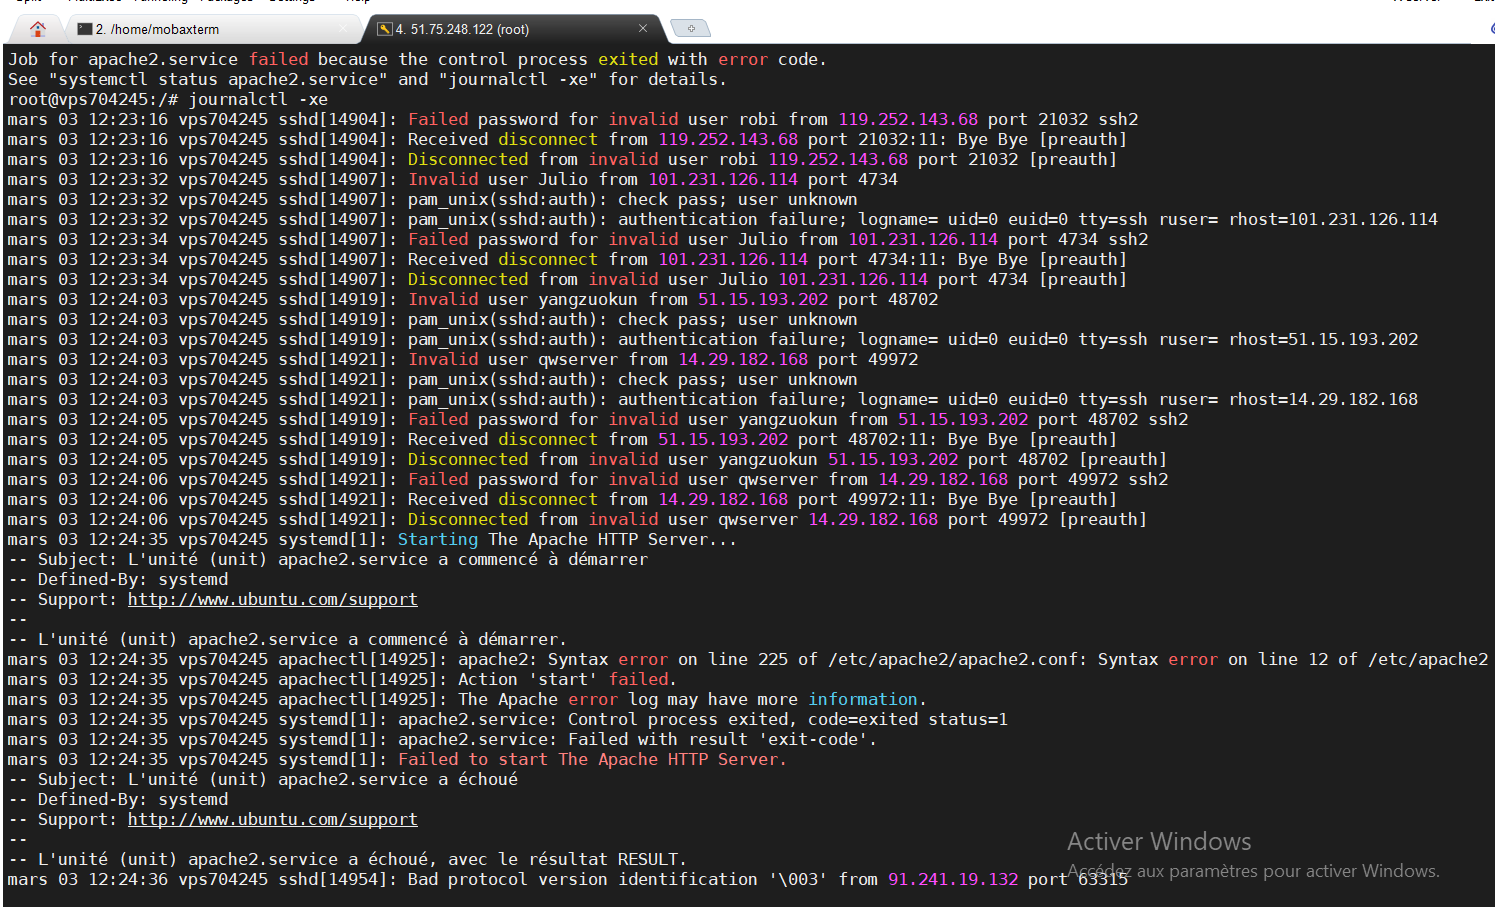 2. /home/mobaxterm
4. 51.75.248.122 (root)
Job for apache2.service failed because the control process exited with error code.
See "systemctl status apache2.service" and "journalctl -xe" for details.
root@vps704245:/# journalctl -xe
mars 03 12:23:16 vps704245 sshd[14904]: Failed password for invalid user robi from 119.252.143.68 port 21032 ssh2
mars 03 12:23:16 vps704245 sshd[14904]: Received disconnect from 119.252.143.68 port 21032:11: Bye Bye [preauth]
mars 03 12:23:16 vps704245 sshd[14904]: Disconnected from invalid user robi 119.252.143.68 port 21032 [preauth]
mars 03 12:23:32 vps704245 sshd[14907]: Invalid user Julio from 101.231.126.114 port 4734
mars 03 12:23:32 vps704245 sshd[14907]: pam_unix(sshd:auth): check pass; user unknown
mars 03 12:23:32 vps704245 sshd[14907]: pam_unix(sshd:auth): authentication failure; logname= uid=0 euid=0 tty=ssh ruser= rhost=101.231.126.114
mars 03 12:23:34 vps704245 sshd[14907]: Failed password for invalid user Julio from 101.231.126.114 port 4734 ssh2
mars 03 12:23:34 vps704245 sshd[14907]: Received disconnect from 101.231.126.114 port 4734:11: Bye Bye [preauth]
mars 03 12:23:34 vps704245 sshd[14907]: Disconnected from invalid user Julio 101.231.126.114 port 4734 [preauth]
mars 03 12:24:03 vps704245 sshd[14919]: Invalid user yangzuokun from 51.15.193.202 port 48702
mars 03 12:24:03 vps704245 sshd[14919]: pam_unix(sshd:auth): check pass; user unknown
mars 03 12:24:03 vps704245 sshd[14919]: pam_unix(sshd:auth): authentication failure; logname= uid=0 euid=0 tty=ssh ruser= rhost=51.15.193.202
mars 03 12:24:03 vps704245 sshd[14921]: Invalid user qwserver from 14.29.182.168 port 49972
mars 03 12:24:03 vps704245 sshd[14921]: pam_unix(sshd:auth): check pass; user unknown
mars 03 12:24:03 vps704245 sshd[14921]: pam_unix(sshd:auth): authentication failure; logname= uid=0 euid=0 tty=ssh ruser= rhost=14.29.182.168
mars 03 12:24:05 vps704245 sshd[14919]: Failed password for invalid user yangzuokun from 51.15.193.202 port 48702 ssh2
mars 03 12:24:05 vps704245 sshd[14919]: Received disconnect from 51.15.193.202 port 48702:11: Bye Bye [preauth]
mars 03 12:24:05 vps704245 sshd[14919]: Disconnected from invalid user yangzuokun 51.15.193.202 port 48702 [preauth]
mars 03 12:24:06 vps704245 sshd[14921]: Failed password for invalid user qwserver from 14.29.182.168 port 49972 ssh2
mars 03 12:24:06 vps704245 sshd[14921]: Received disconnect from 14.29.182.168 port 49972:11: Bye Bye [preauth]
mars 03 12:24:06 vps704245 sshd[14921]: Disconnected from invalid user qwserver 14.29.182.168 port 49972 [preauth]
mars 03 12:24:35 vps704245 systemd[1]: Starting The Apache HTTP Server...
-- Subject: L'unité (unit) apache2.service a commencé à démarrer
-- Defined-By: systemd
-- Support: http://www.ubuntu.com/support
--
-- L'unité (unit) apache2.service a commencé à démarrer.
mars 03 12:24:35 vps704245 apachectl[14925]: apache2: Syntax error on line 225 of /etc/apache2/apache2.conf: Syntax error on line 12 of /etc/apache2
mars 03 12:24:35 vps704245 apachectl[14925]: Action 'start' failed.
mars 03 12:24:35 vps704245 apachectl[14925]: The Apache error log may have more information.
mars 03 12:24:35 vps704245 systemd[1]: apache2.service: Control process exited, code=exited status=1
mars 03 12:24:35 vps704245 systemd[1]: apache2.service: Failed with result 'exit-code'.
mars 03 12:24:35 vps704245 systemd[1]: Failed to start The Apache HTTP Server.
-- Subject: L'unité (unit) apache2.service a échoué
-- Defined-By: systemd
-- Support: http://www.ubuntu.com/support
--
-- L'unité (unit) apache2.service a échoué, avec le résultat RESULT.
mars 03 12:24:36 vps704245 sshd[14954]: Bad protocol version identification '\003' from 91.241.19.132 port 63315
Activer Windows
Accédez aux paramètres pour activer Windows.